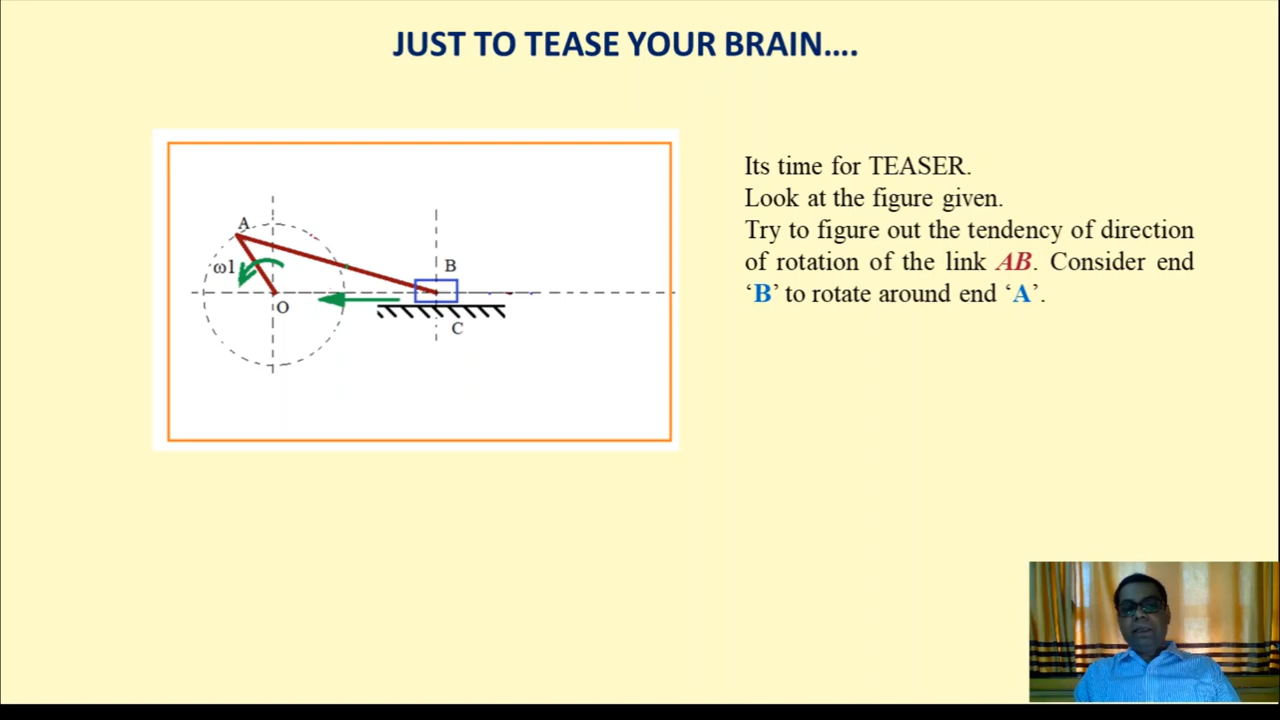 JUST TO TEASE YOUR BRAIN....
Its time for TEASER.
Look at the figure given.
Try to figure out the tendency of direction
of rotation of the link AB. Consider end
‘B’ to rotate around end ‘A’.
A
ω1
B
O
C